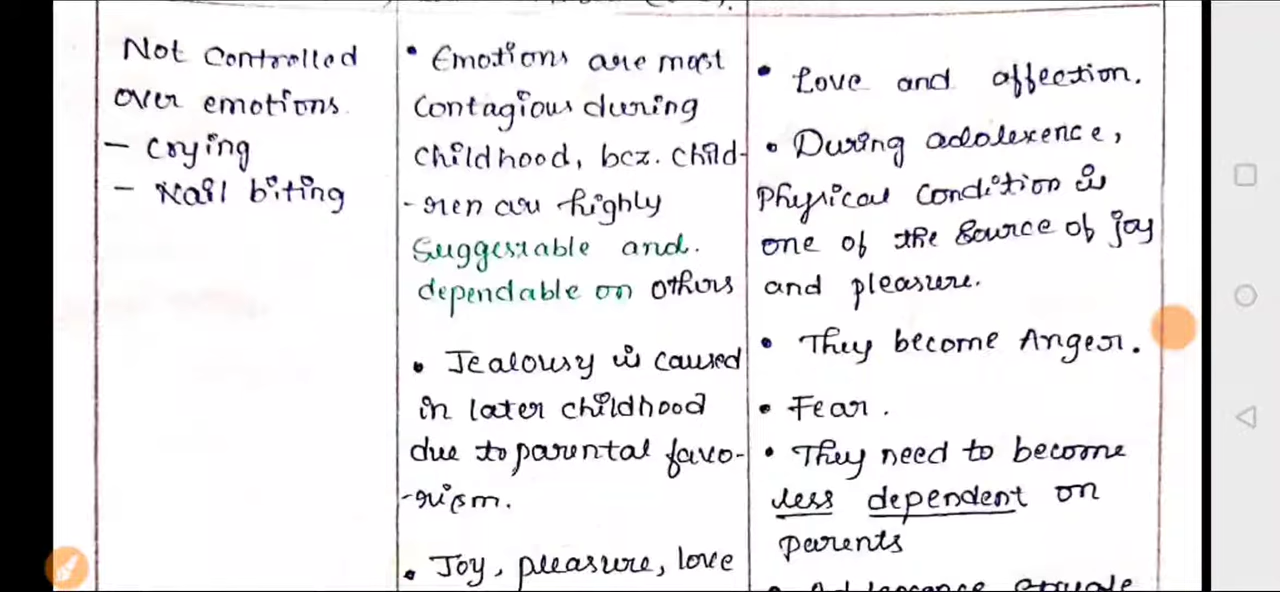 Not Controlled
over emotions.
– Crying
– Nail biting
• Emotions are most
Contagious during
Childhood, bcz. Child-
-ren are highly
Suggestable and.
dependable on others
• Jealousy is caused
in later childhood
due to parental favo-
-rism.
• Joy, pleasure, love
• Love and affection.
• During adolexence,
Physical Condition is
one of the Source of joy
and pleasure.
• They become Anger.
• Fear.
• They need to become
less dependent on
parents